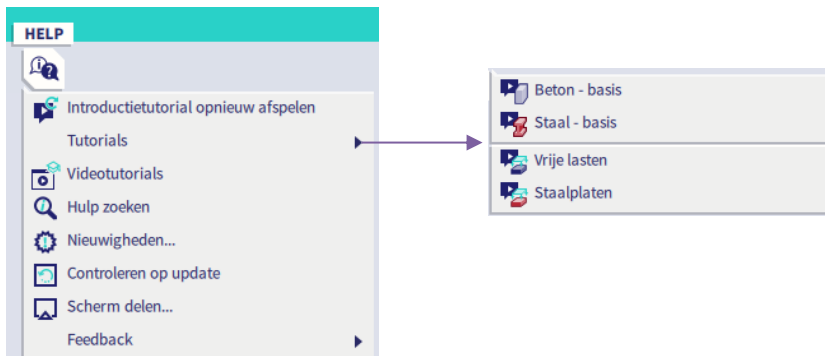 HELP
Introductietutorial opnieuw afspelen
Tutorials
Videotutorials
Hulp zoeken
Nieuwigheden...
Controleren op update
Scherm delen...
Feedback
Beton - basis
Staal - basis
Vrije lasten
Staalplaten